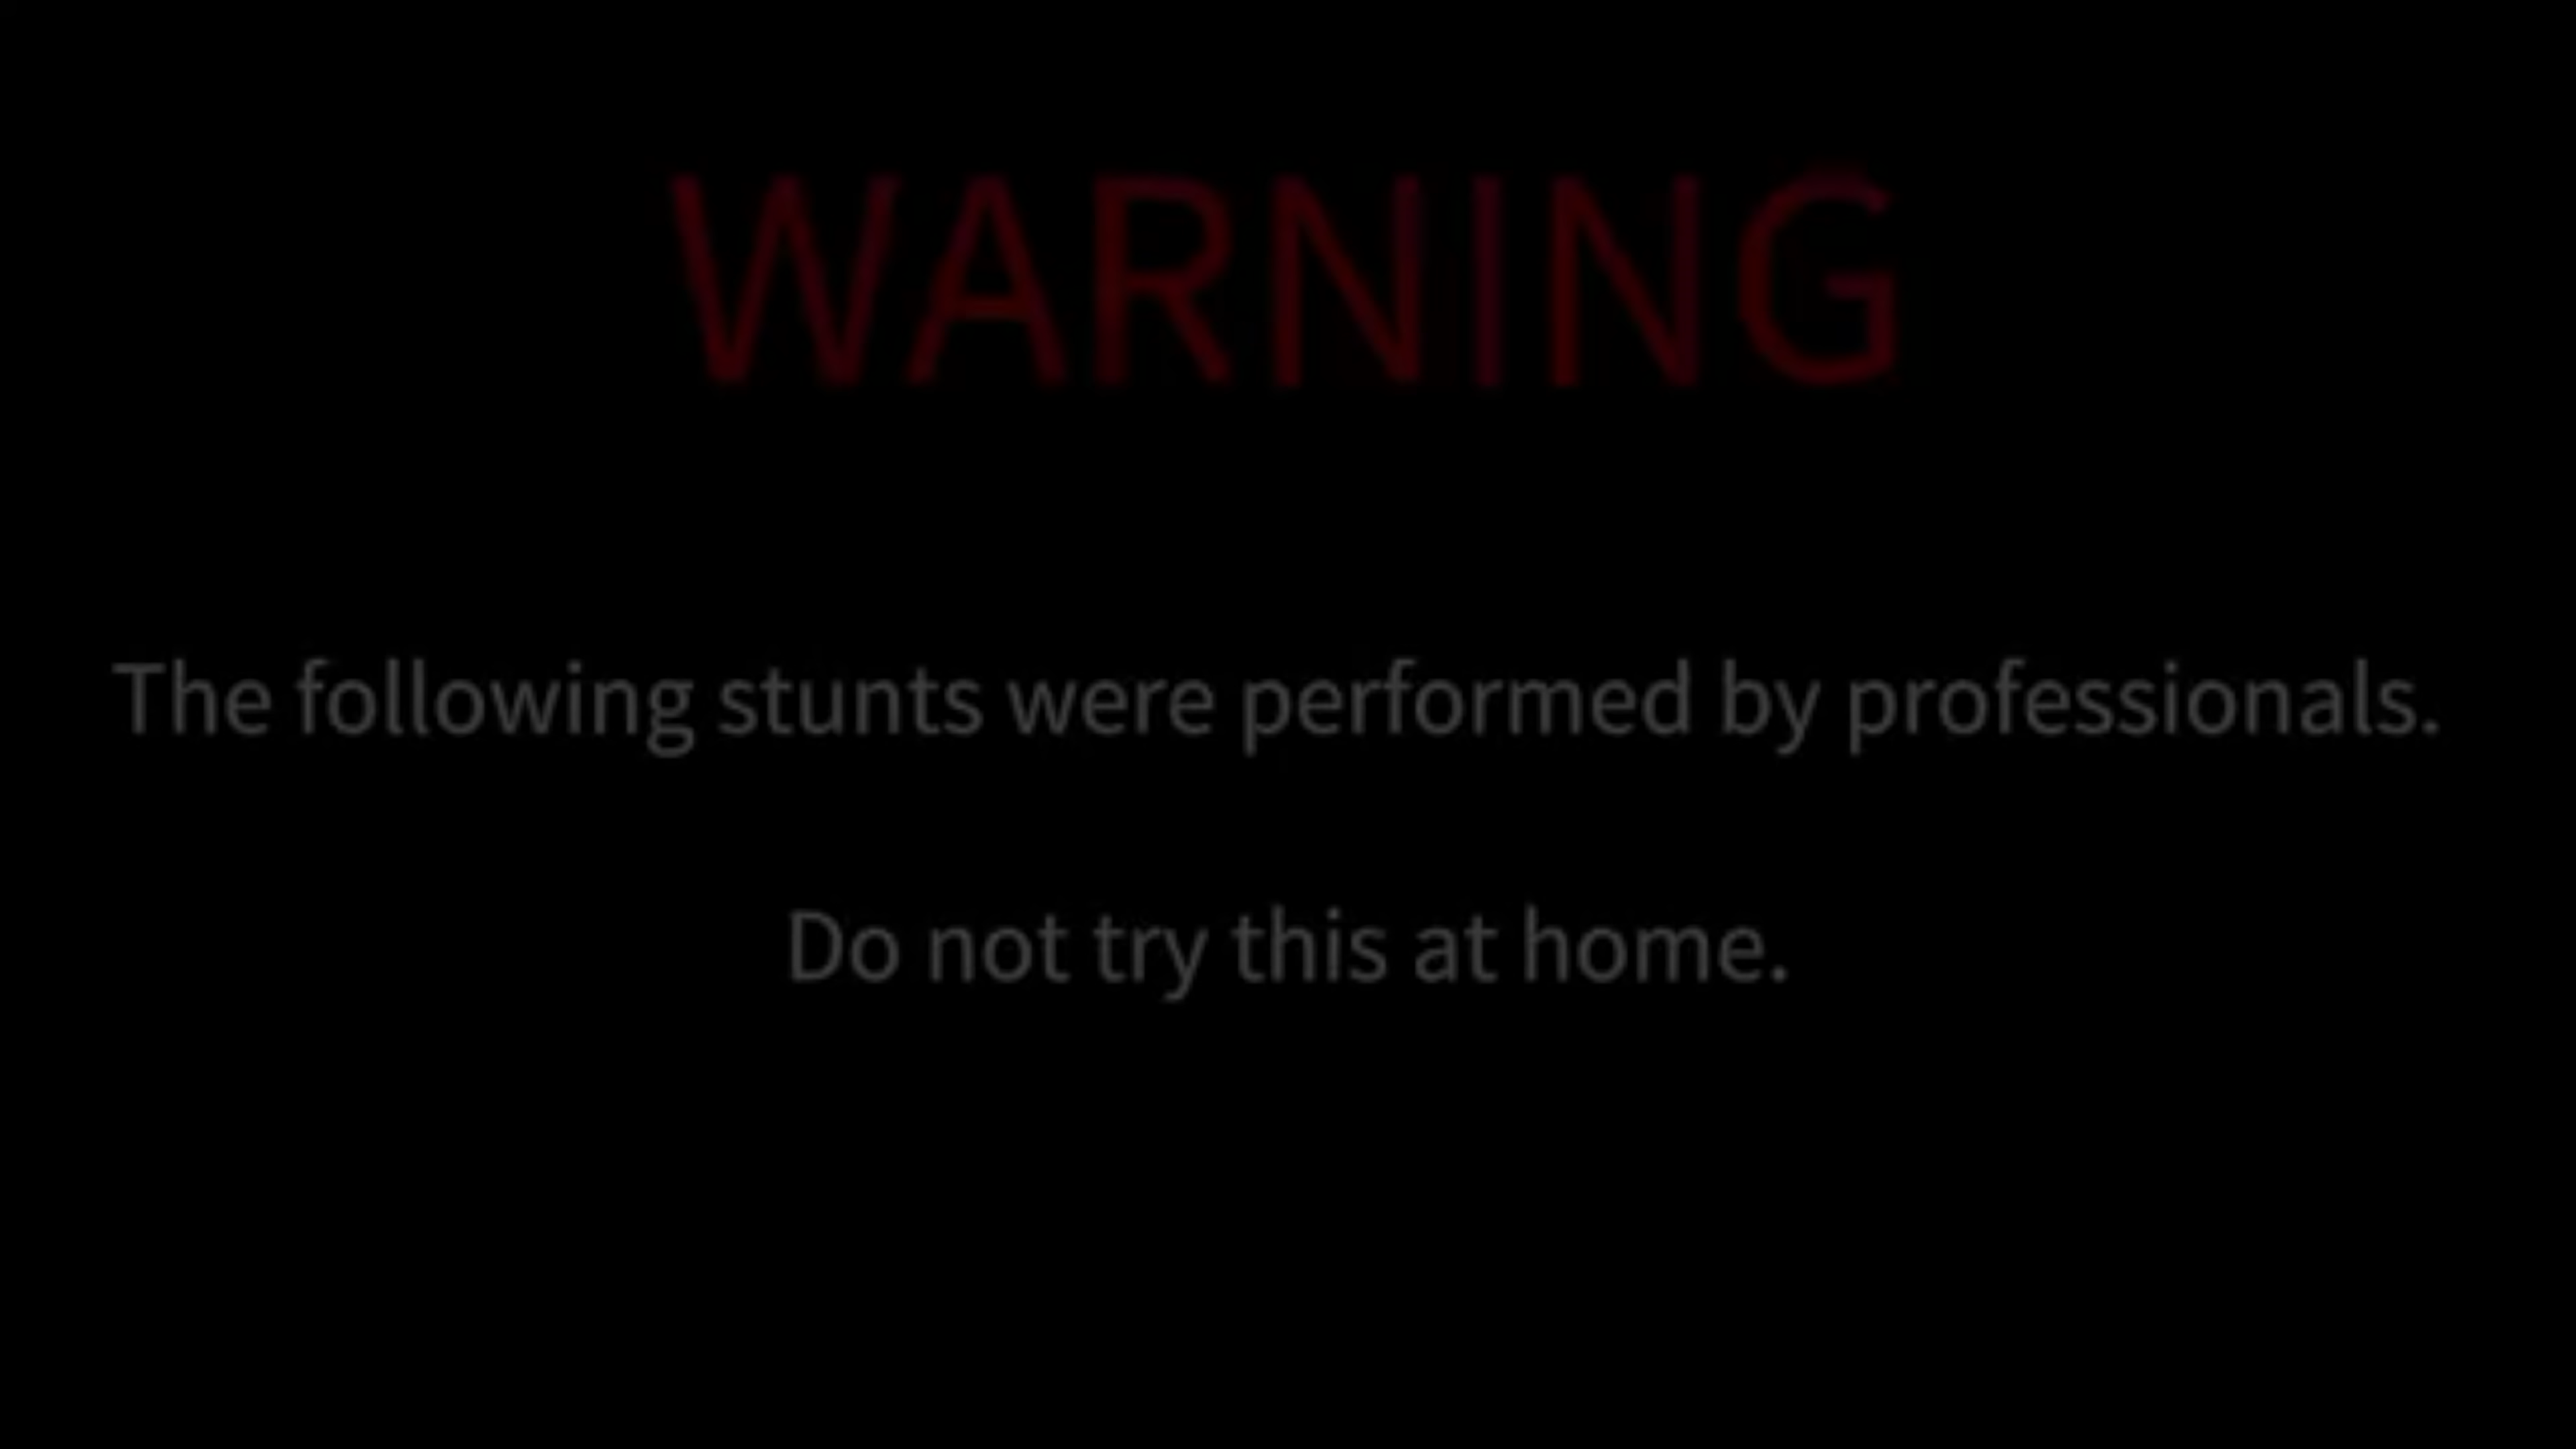 WARNING
The following stunts were performed by professionals.
Do not try this at home.